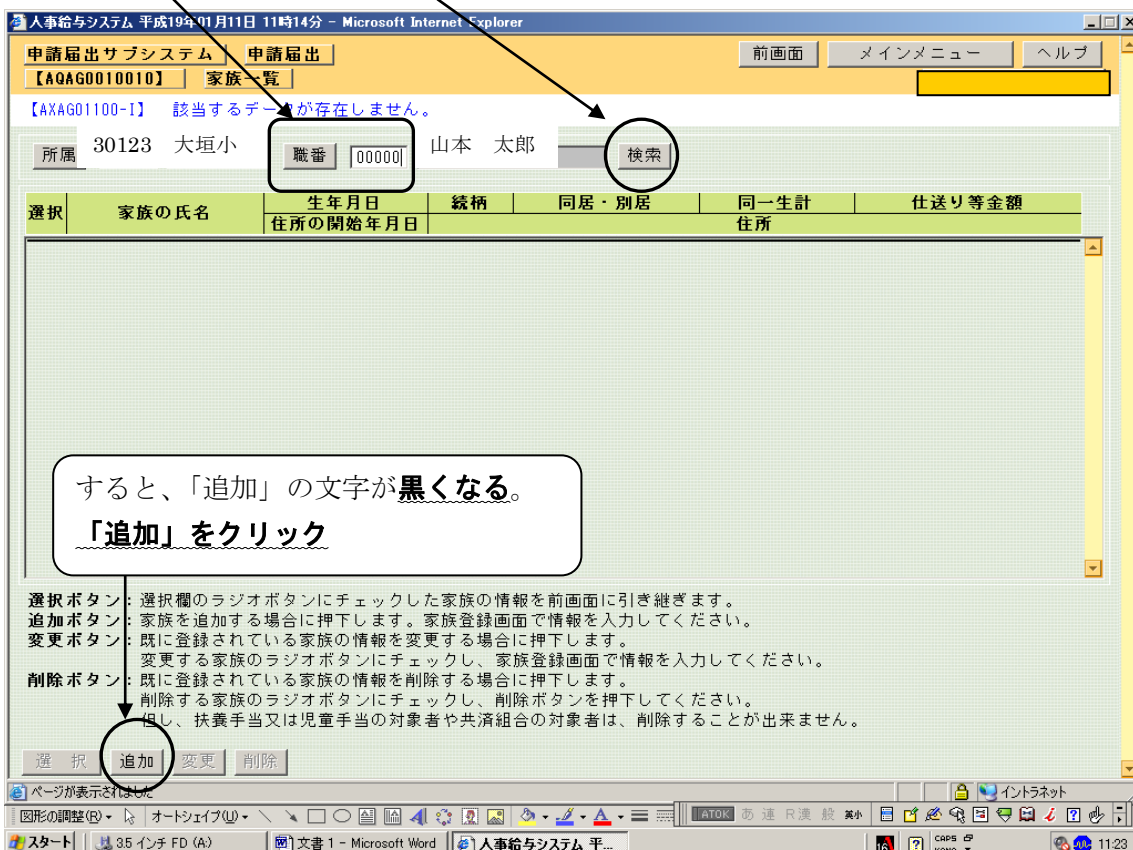 人事給与システム 平成19年01月11日 11時14分 - Microsoft Internet Explorer
申請届出サブシステム 申請届出 前画面 メインメニュー ヘルプ
【AQAG0010010】 家族一覧
【AXAG01100-I】 該当するデータが存在しません。
所属 30123 大垣小 職番 00000 山本 太郎 検索
選択 家族の氏名 生年月日 続柄 同居・別居 同一生計 仕送り等金額
住所の開始年月日 住所
すると、「追加」の文字が黒くなる。
「追加」をクリック
選択ボタン:選択欄のラジオボタンにチェックした家族の情報を前画面に引き継ぎます。
追加ボタン:家族を追加する場合に押下します。家族登録画面で情報を入力してください。
変更ボタン:既に登録されている家族の情報を変更する場合に押下します。
変更する家族のラジオボタンにチェックし、家族登録画面で情報を入力してください。
削除ボタン:既に登録されている家族の情報を削除する場合に押下します。
削除する家族のラジオボタンにチェックし、削除ボタンを押下してください。
但し、扶養手当又は児童手当の対象者や共済組合の対象者は、削除することが出来ません。
選 択 追加 変更 削除
ページが表示されました イントラネット
図形の調整(R) オートシェイプ(U) ATOK あ 連 R漢 般 英小
スタート 3.5 インチ FD (A:) 文書 1 - Microsoft Word 人事給与システム 平... CAPS 11:23